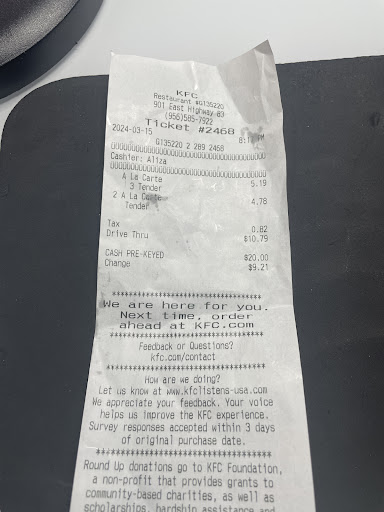 KFC
Restaurant #G135220
901 East Highway 83
(956)585-7922
Ticket #2468
2024-03-15 PM
G135220 2 289 2468
Cashier: Aliza
A La Carte 5.19
3 Tender
2 A La Carte 4.78
Tender
Tax 0.82
Drive Thru $10.79
CASH PRE-KEYED $20.00
Change $9.21
************************************
We are here for you.
Next time, order
ahead at KFC.com
************************************
Feedback or Questions?
kfc.com/contact
************************************
How are we doing?
Let us know at www.kfclistens-usa.com
We appreciate your feedback. Your voice
helps us improve the KFC experience.
Survey responses accepted within 3 days
of original purchase date.
************************************
Round Up donations go to KFC Foundation,
a non-profit that provides grants to
community-based charities, as well as
scholarships, hardship assistance and